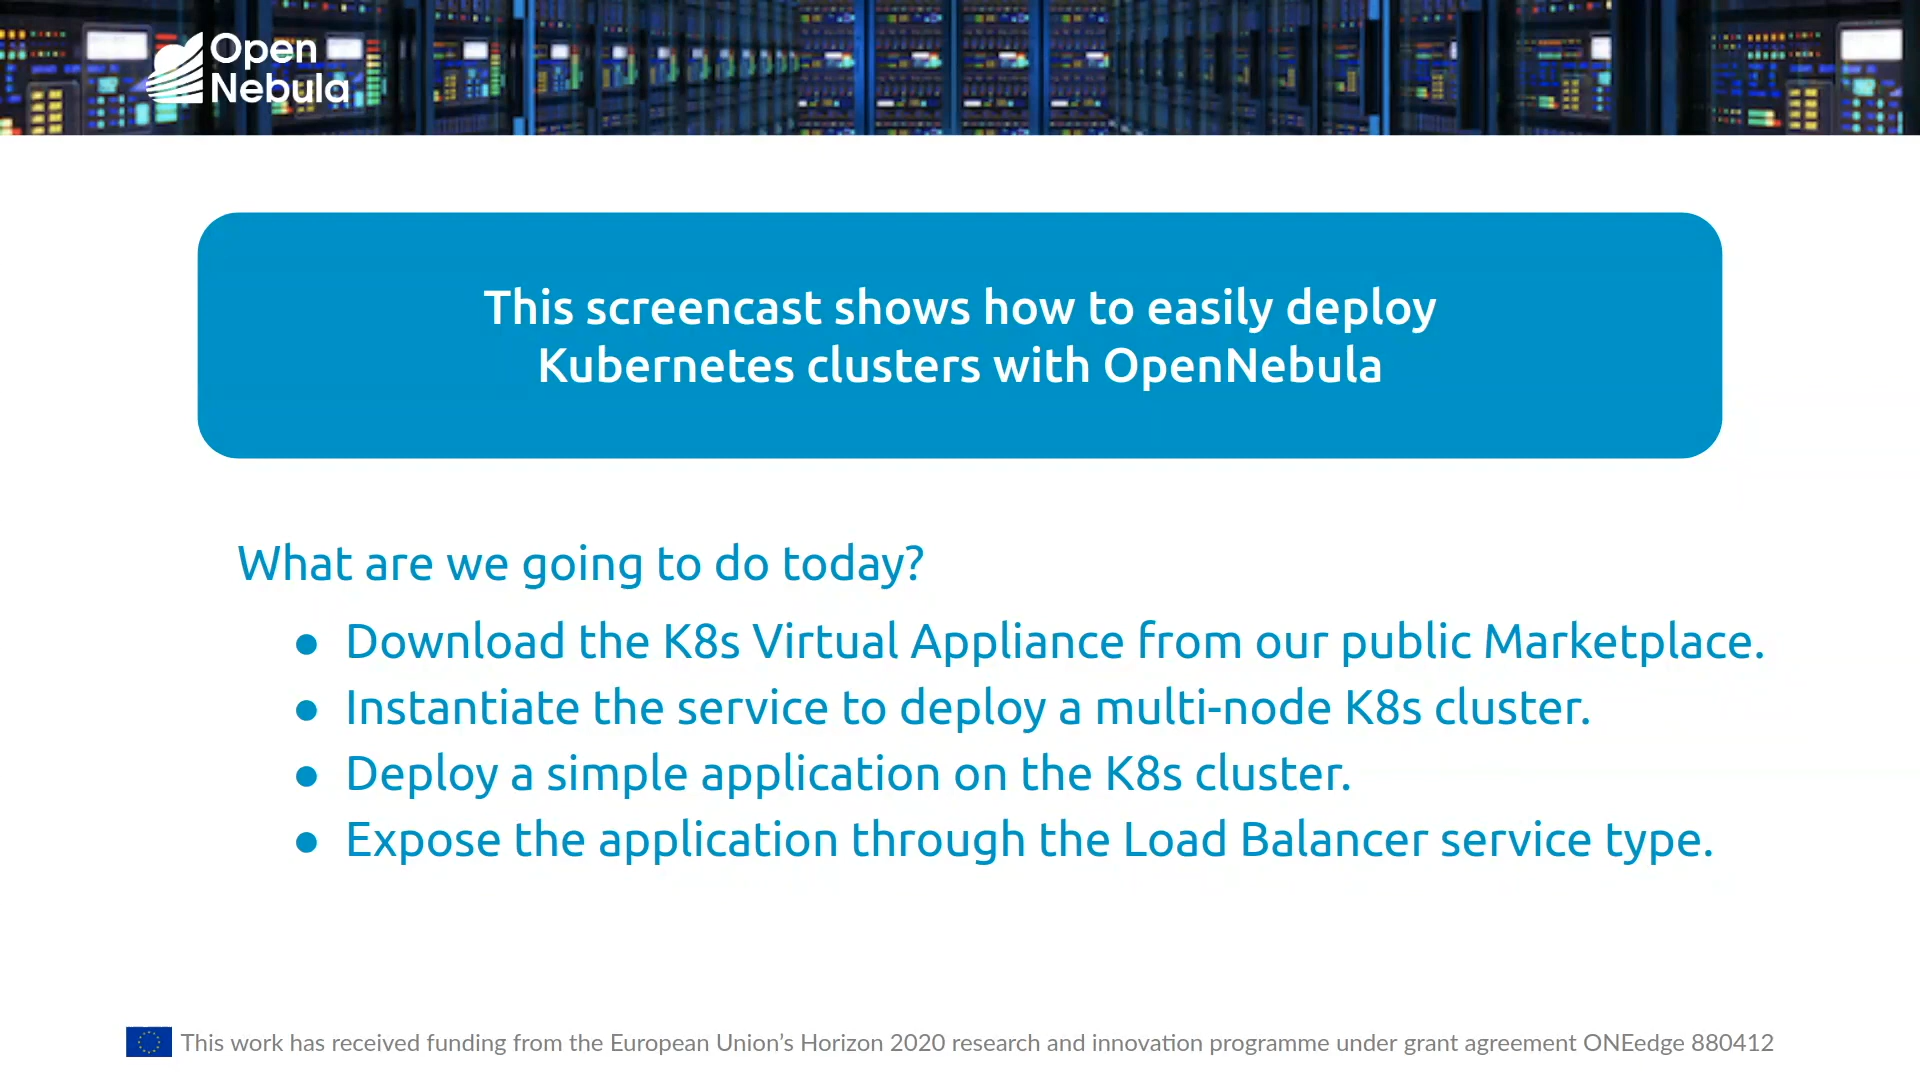 Open
Nebula
This screencast shows how to easily deploy
Kubernetes clusters with OpenNebula
What are we going to do today?
● Download the K8s Virtual Appliance from our public Marketplace.
● Instantiate the service to deploy a multi-node K8s cluster.
● Deploy a simple application on the K8s cluster.
● Expose the application through the Load Balancer service type.
This work has received funding from the European Union’s Horizon 2020 research and innovation programme under grant agreement ONEedge 880412